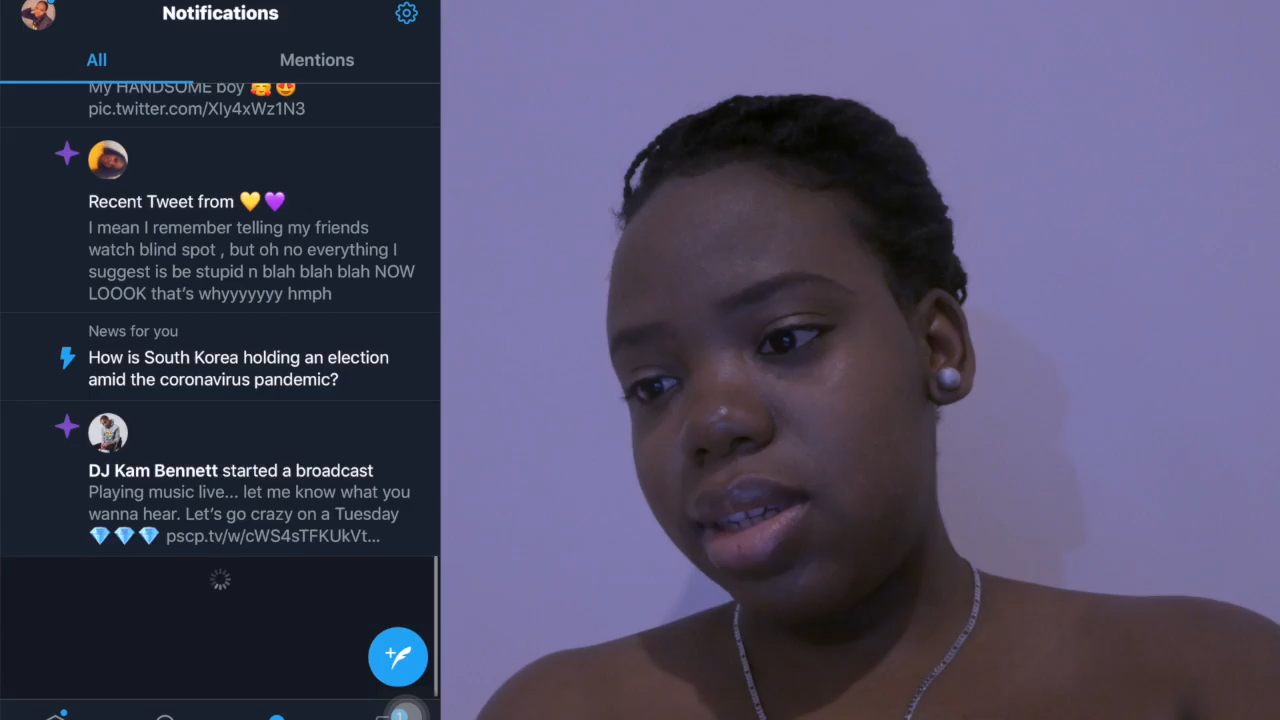 Notifications
All Mentions
My HANDSOME boy 🥰😍
pic.twitter.com/XIy4xWz1N3
Recent Tweet from 💛💜
I mean I remember telling my friends
watch blind spot , but oh no everything I
suggest is be stupid n blah blah blah NOW
LOOOK that's whyyyyyyy hmph
News for you
How is South Korea holding an election
amid the coronavirus pandemic?
DJ Kam Bennett started a broadcast
Playing music live... let me know what you
wanna hear. Let's go crazy on a Tuesday
💎💎💎 pscp.tv/w/cWS4sTFKUkVt...
1